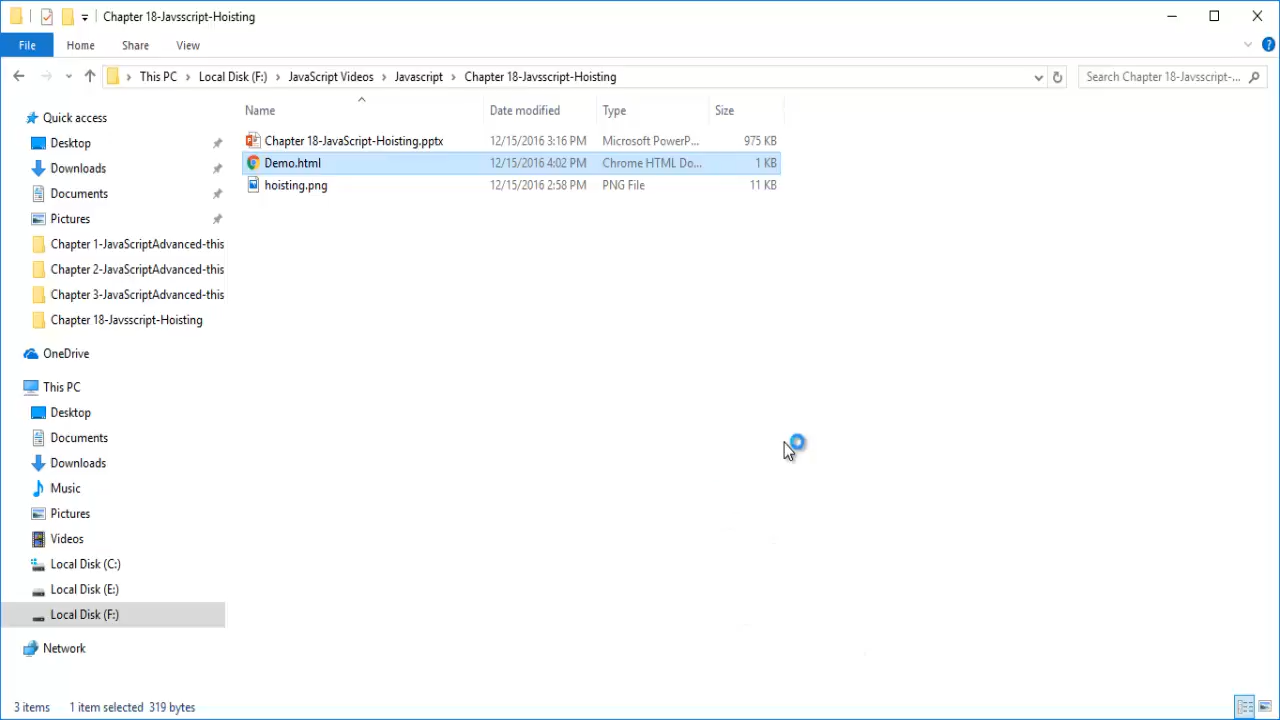 Chapter 18-Javsscript-Hoisting
File Home Share View
This PC Local Disk (F:) JavaScript Videos Javascript Chapter 18-Javsscript-Hoisting Search Chapter 18-Javsscript-...
Name Date modified Type Size
Chapter 18-JavaScript-Hoisting.pptx 12/15/2016 3:16 PM Microsoft PowerP... 975 KB
Demo.html 12/15/2016 4:02 PM Chrome HTML Do... 1 KB
hoisting.png 12/15/2016 2:58 PM PNG File 11 KB
Quick access
Desktop
Downloads
Documents
Pictures
Chapter 1-JavaScriptAdvanced-this
Chapter 2-JavaScriptAdvanced-this
Chapter 3-JavaScriptAdvanced-this
Chapter 18-Javsscript-Hoisting
OneDrive
This PC
Desktop
Documents
Downloads
Music
Pictures
Videos
Local Disk (C:)
Local Disk (E:)
Local Disk (F:)
Network
3 items 1 item selected 319 bytes